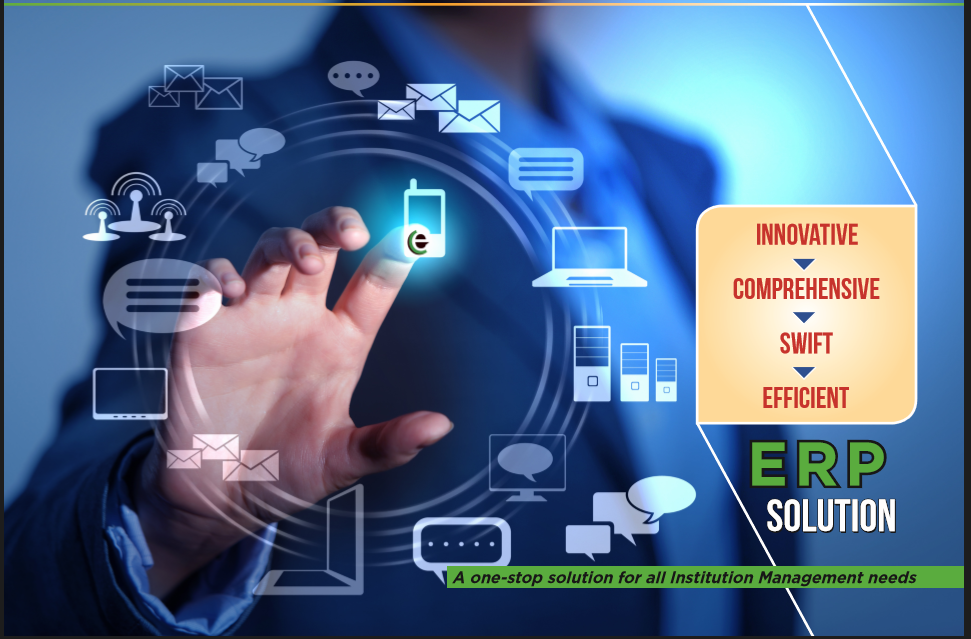 INNOVATIVE
COMPREHENSIVE
SWIFT
EFFICIENT
ERP
SOLUTION
A one-stop solution for all Institution Management needs
e